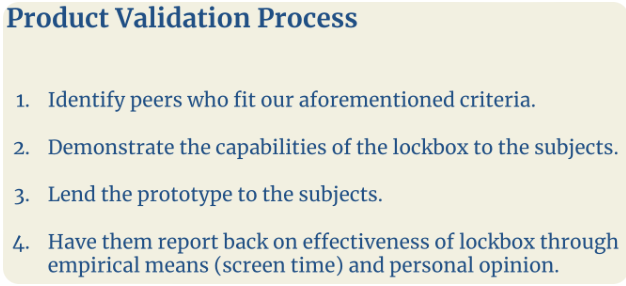 Product Validation Process
1. Identify peers who fit our aforementioned criteria.
2. Demonstrate the capabilities of the lockbox to the subjects.
3. Lend the prototype to the subjects.
4. Have them report back on effectiveness of lockbox through
empirical means (screen time) and personal opinion.